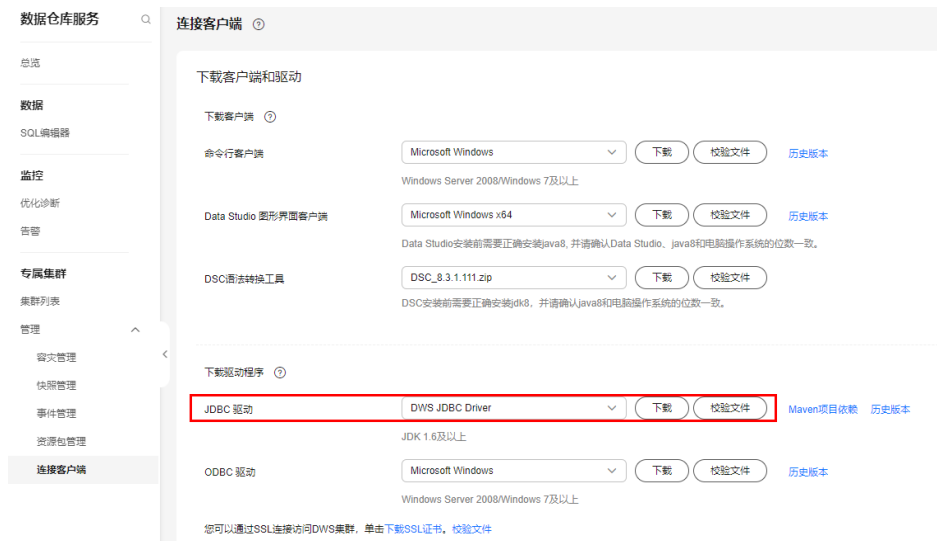 数据仓库服务
总览
数据
SQL编辑器
监控
优化诊断
告警
专属集群
集群列表
管理
容灾管理
快照管理
事件管理
资源包管理
连接客户端
连接客户端
下载客户端和驱动
下载客户端
命令行客户端 Microsoft Windows 下载 校验文件 历史版本
Windows Server 2008/Windows 7及以上
Data Studio 图形界面客户端 Microsoft Windows x64 下载 校验文件 历史版本
Data Studio安装前需要正确安装java8, 并请确认Data Studio、java8和电脑操作系统的位数一致。
DSC语法转换工具 DSC_8.3.1.111.zip 下载 校验文件
DSC安装前需要正确安装jdk8，并请确认java8和电脑操作系统的位数一致。
下载驱动程序
JDBC 驱动 DWS JDBC Driver 下载 校验文件 Maven项目依赖 历史版本
JDK 1.6及以上
ODBC 驱动 Microsoft Windows 下载 校验文件 历史版本
Windows Server 2008/Windows 7及以上
您可以通过SSL连接访问DWS集群，单击下载SSL证书。校验文件